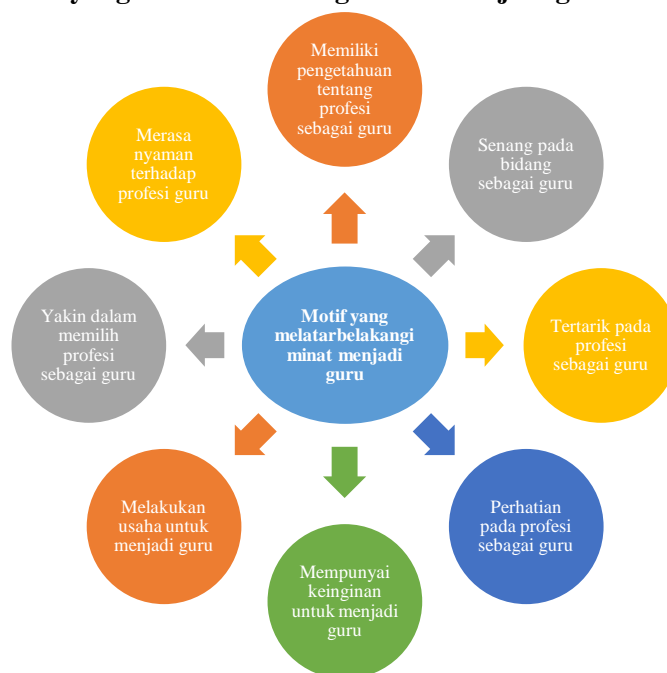 Memiliki
pengetahuan
tentang
profesi
sebagai guru
Senang pada
bidang
sebagai guru
Tertarik pada
profesi
sebagai guru
Perhatian
pada profesi
sebagai guru
Mempunyai
keinginan
untuk menjadi
guru
Melakukan
usaha untuk
menjadi guru
Yakin dalam
memilih
profesi
sebagai guru
Merasa
nyaman
terhadap
profesi guru
Motif yang
melatarbelakangi
minat menjadi
guru